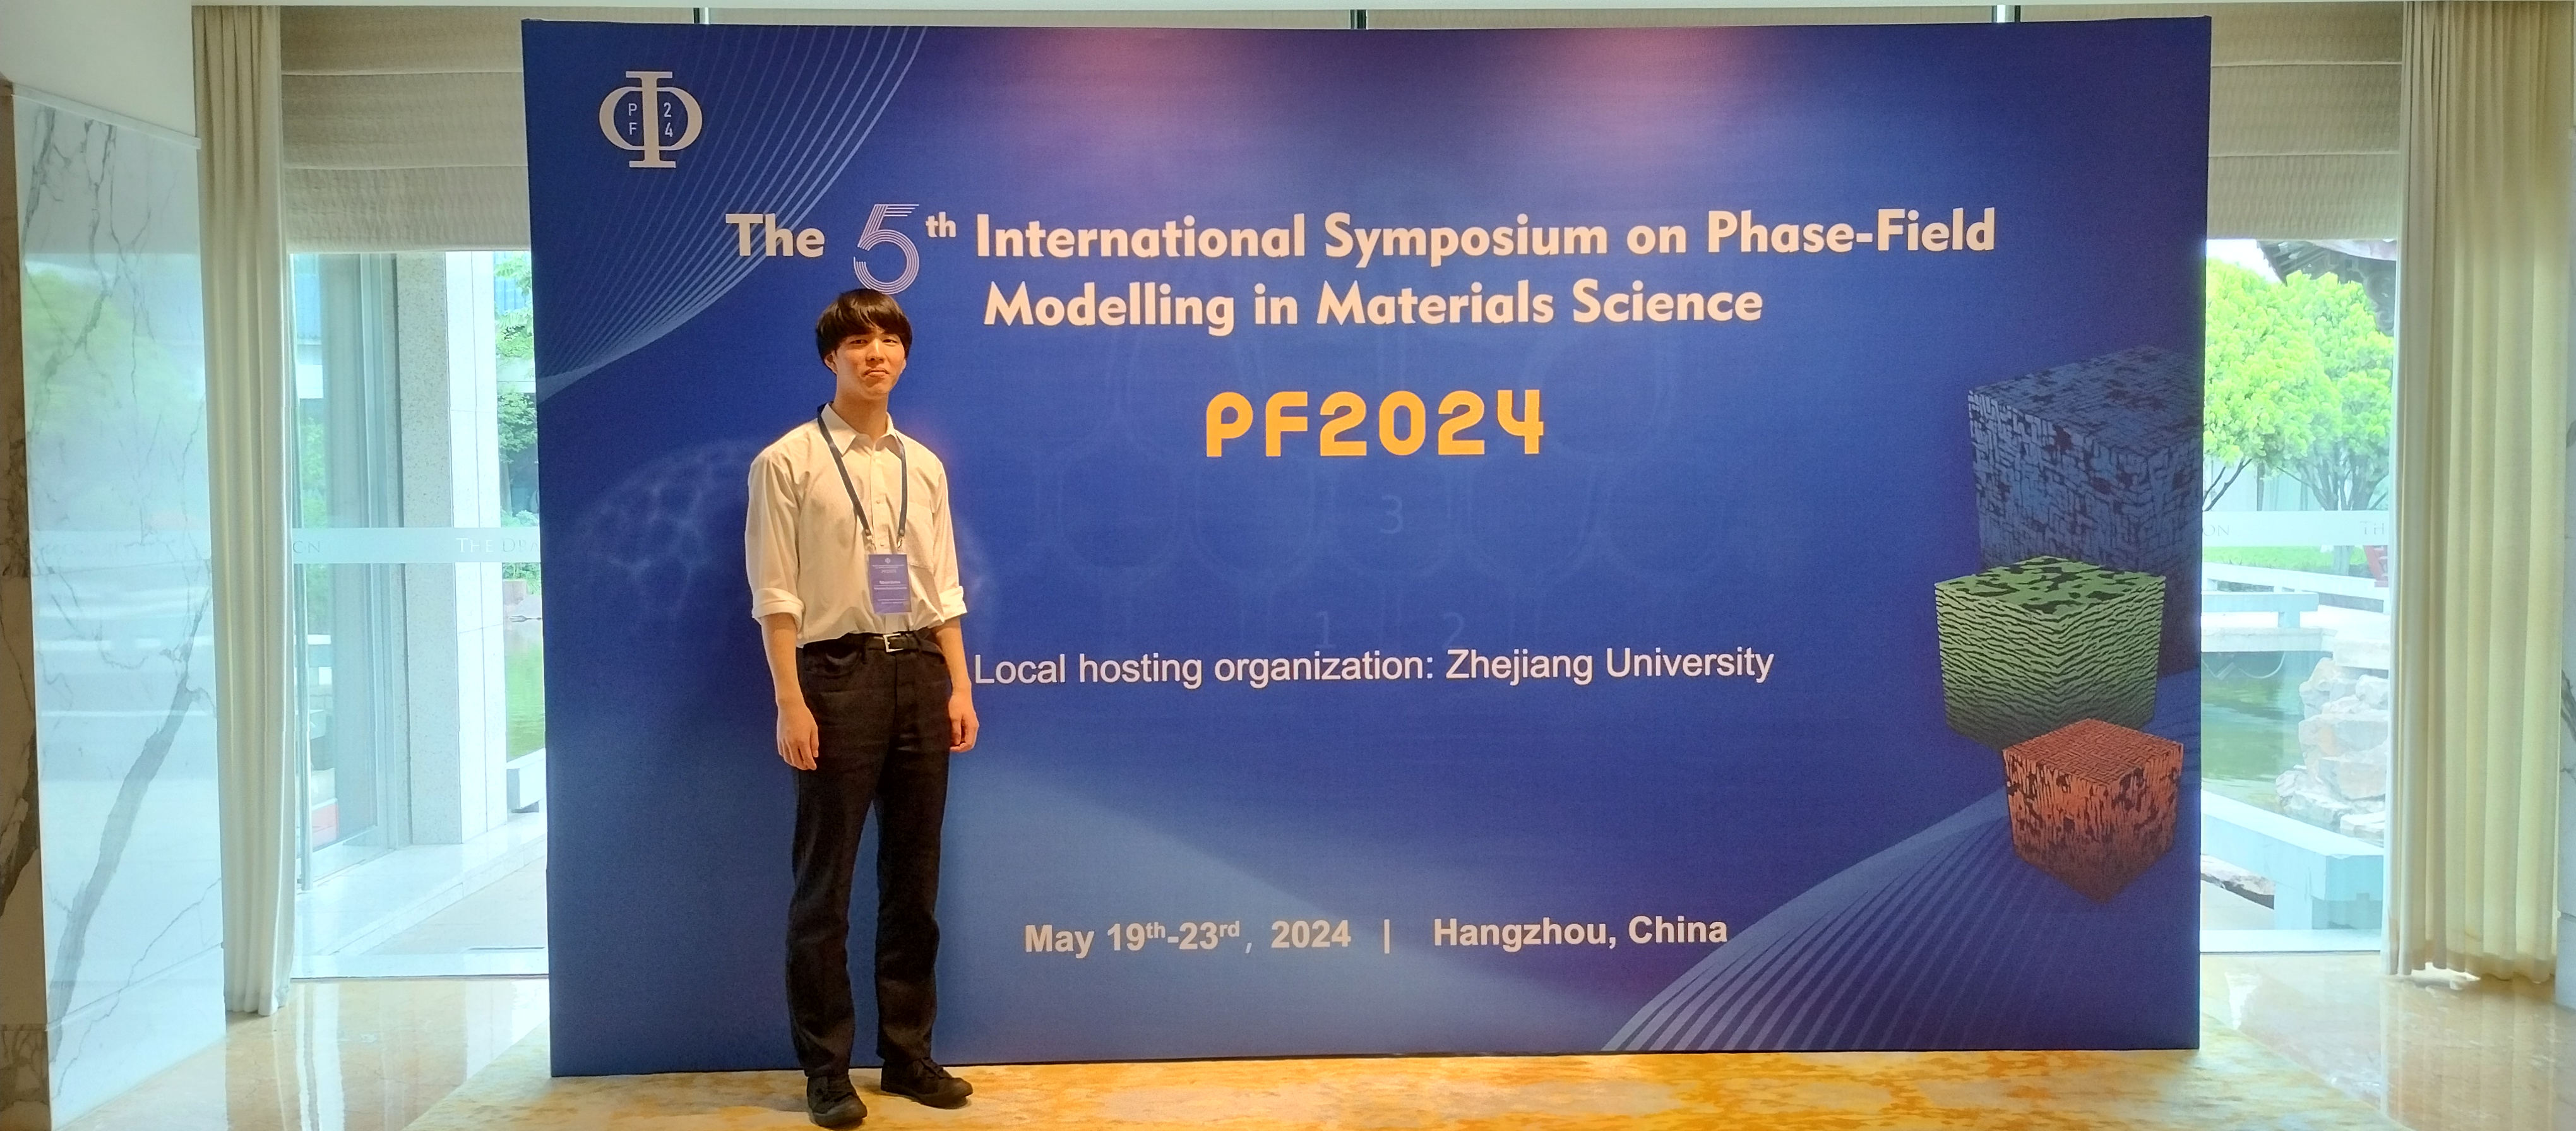 P 2
F 4
The 5th International Symposium on Phase-Field
Modelling in Materials Science
PF2024
3
1 2
Local hosting organization: Zhejiang University
May 19th-23rd, 2024 | Hangzhou, China
THE